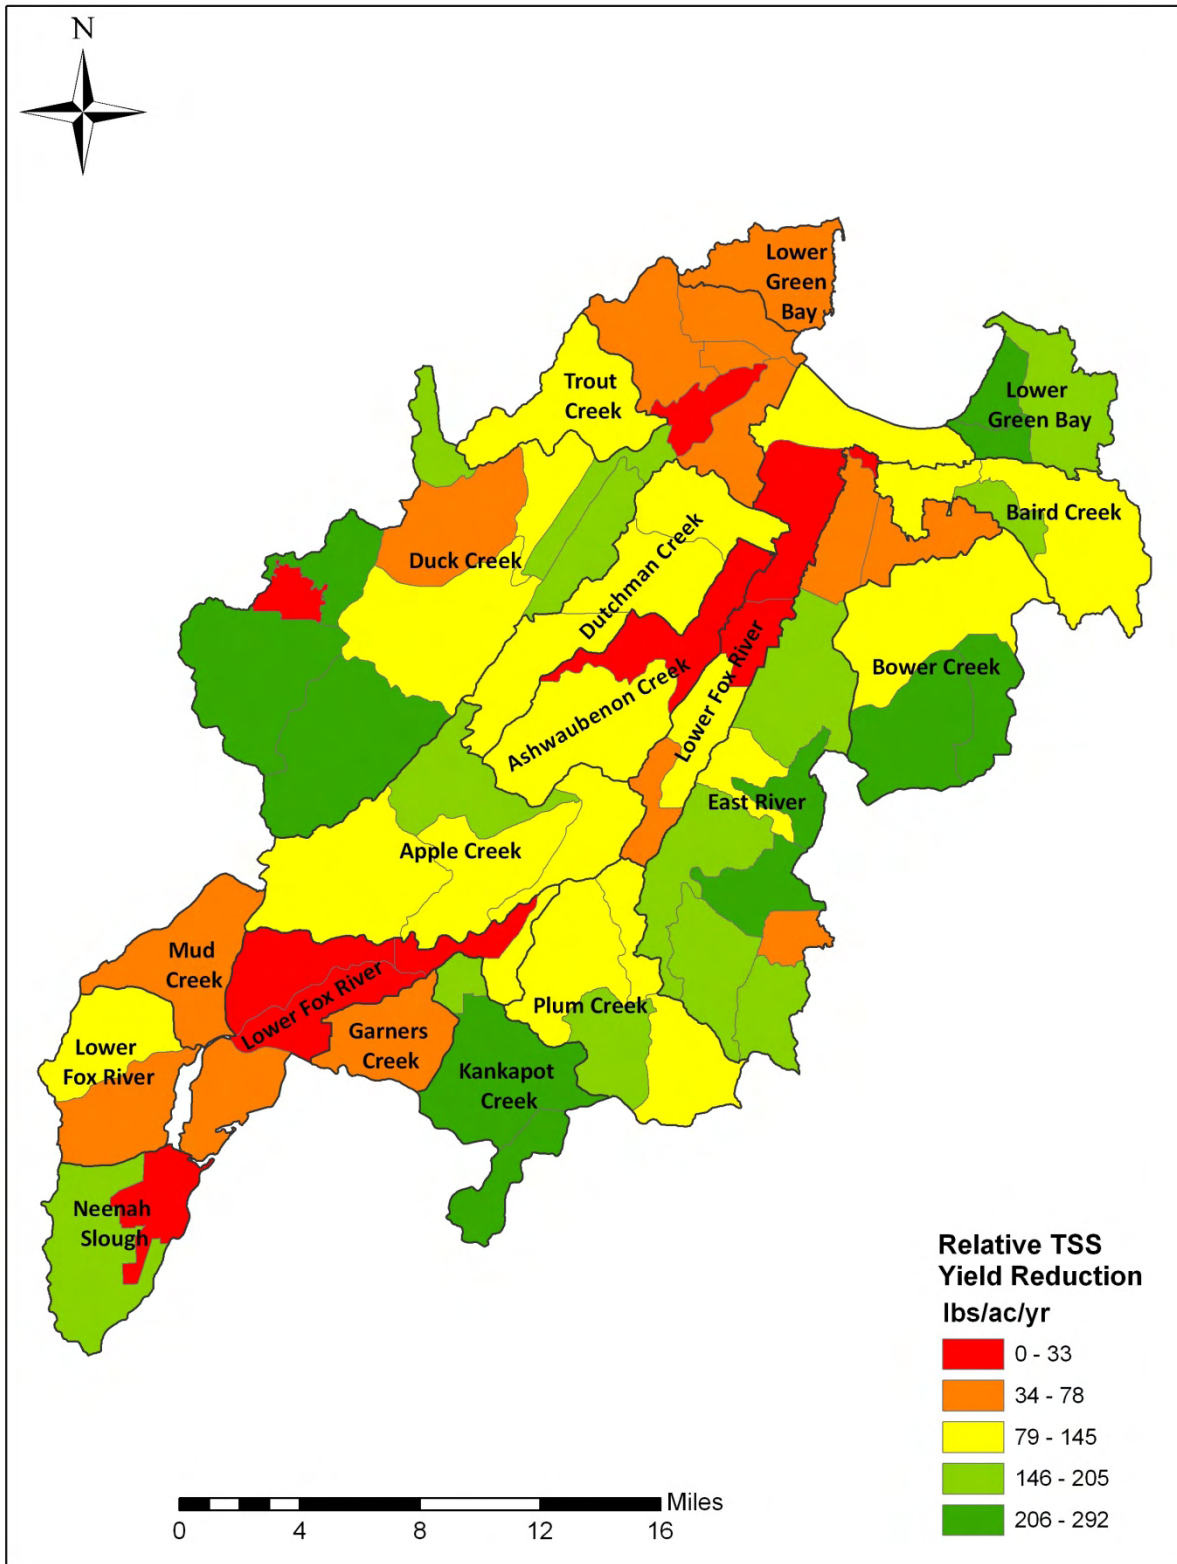 N
Lower
Green
Bay
Trout
Creek
Lower
Green Bay
Baird Creek
Duck Creek
Dutchman Creek
Bower Creek
Ashwaubenon Creek
Lower Fox River
East River
Apple Creek
Mud
Creek
Lower Fox River
Plum Creek
Garners
Creek
Lower
Fox River
Kankapot
Creek
Neenah
Slough
Relative TSS
Yield Reduction
lbs/ac/yr
0 - 33
34 - 78
79 - 145
146 - 205
206 - 292
Miles
0 4 8 12 16